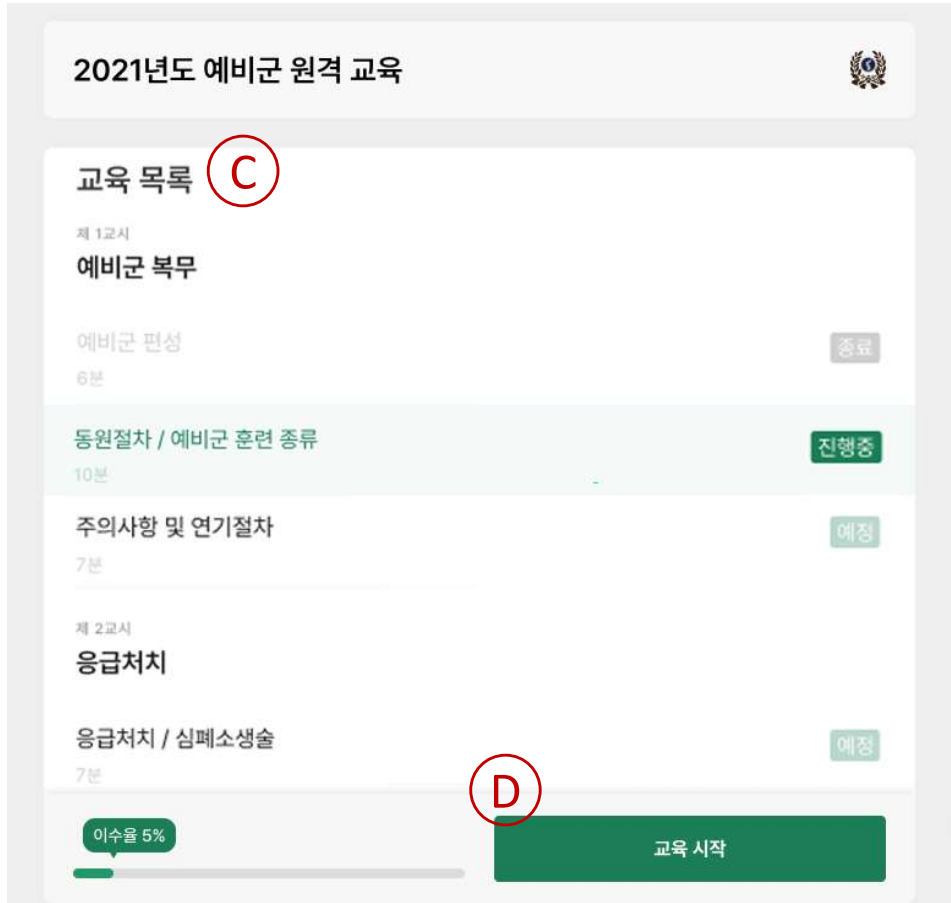 2021년도 예비군 원격 교육
교육 목록 C
제 1교시
예비군 복무
예비군 편성 종료
6분
동원절차 / 예비군 훈련 종류 진행중
10분
주의사항 및 연기절차 예정
7분
제 2교시
응급처치
응급처치 / 심폐소생술 예정
7분
D
이수율 5% 교육 시작